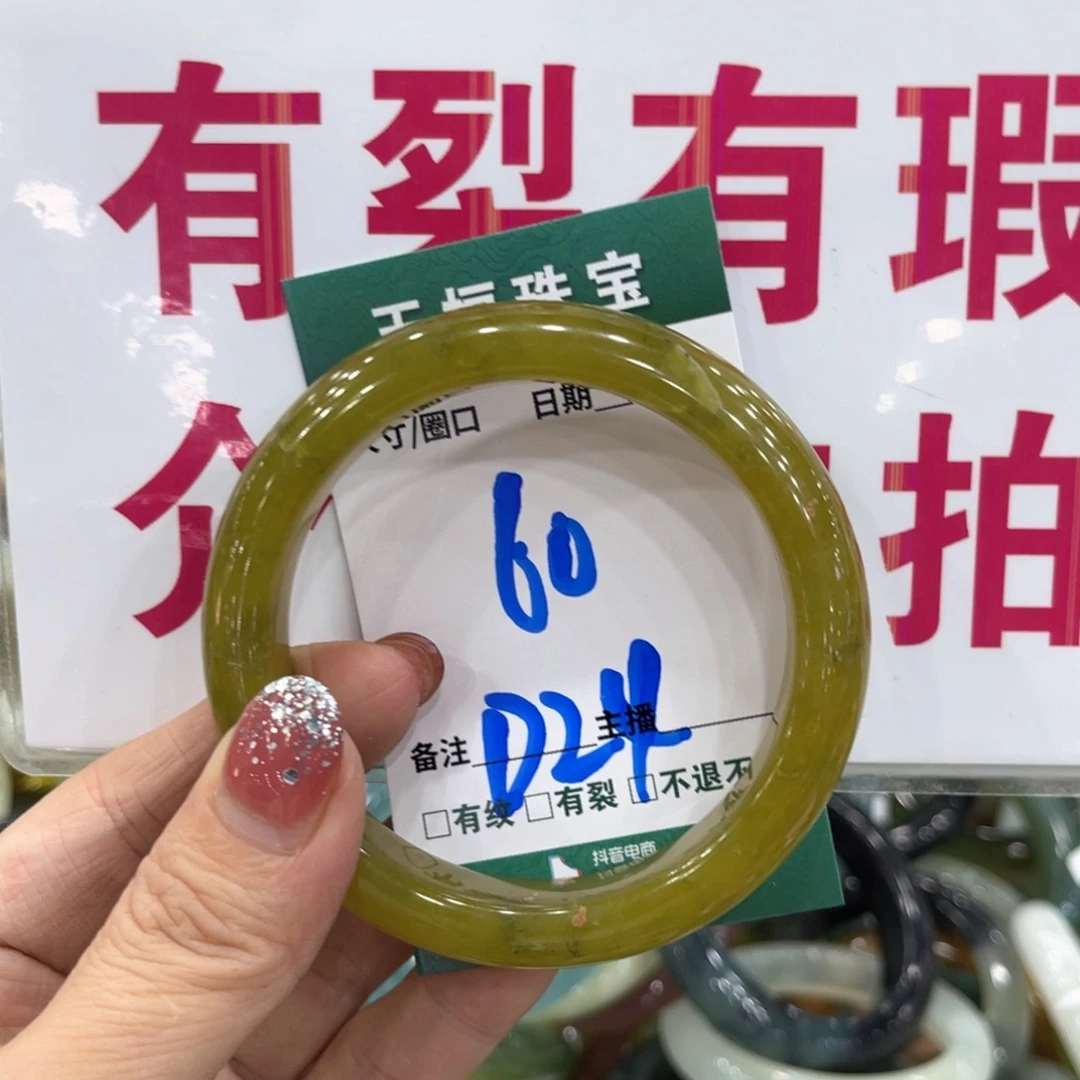 有裂有瑕
珠宝
寸/圈口 日期
60
D24
备注 主播
□有纹 □有裂 □不退不
抖音电商
拍